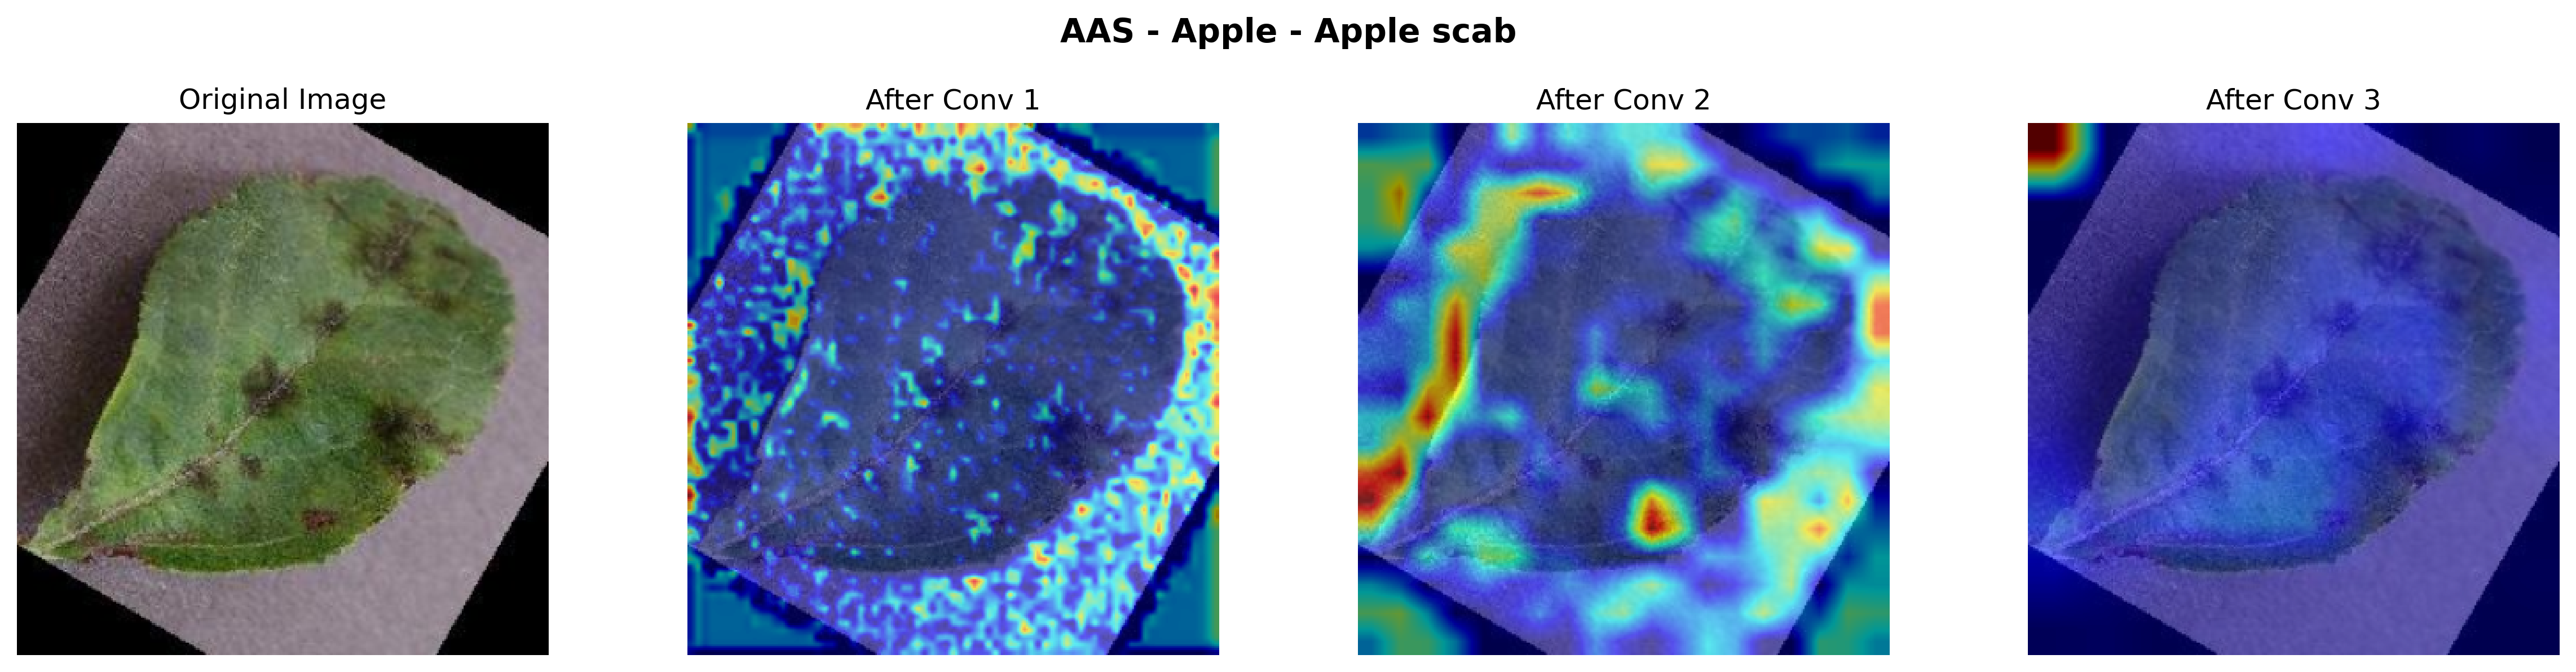 AAS - Apple - Apple scab
Original Image
After Conv 1
After Conv 2
After Conv 3